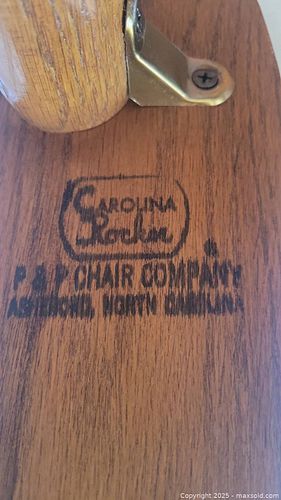 CAROLINA
Rocker
®
P & P CHAIR COMPANY
ASHEBORO, NORTH CAROLINA
Copyright © 2025 - maxsold.com